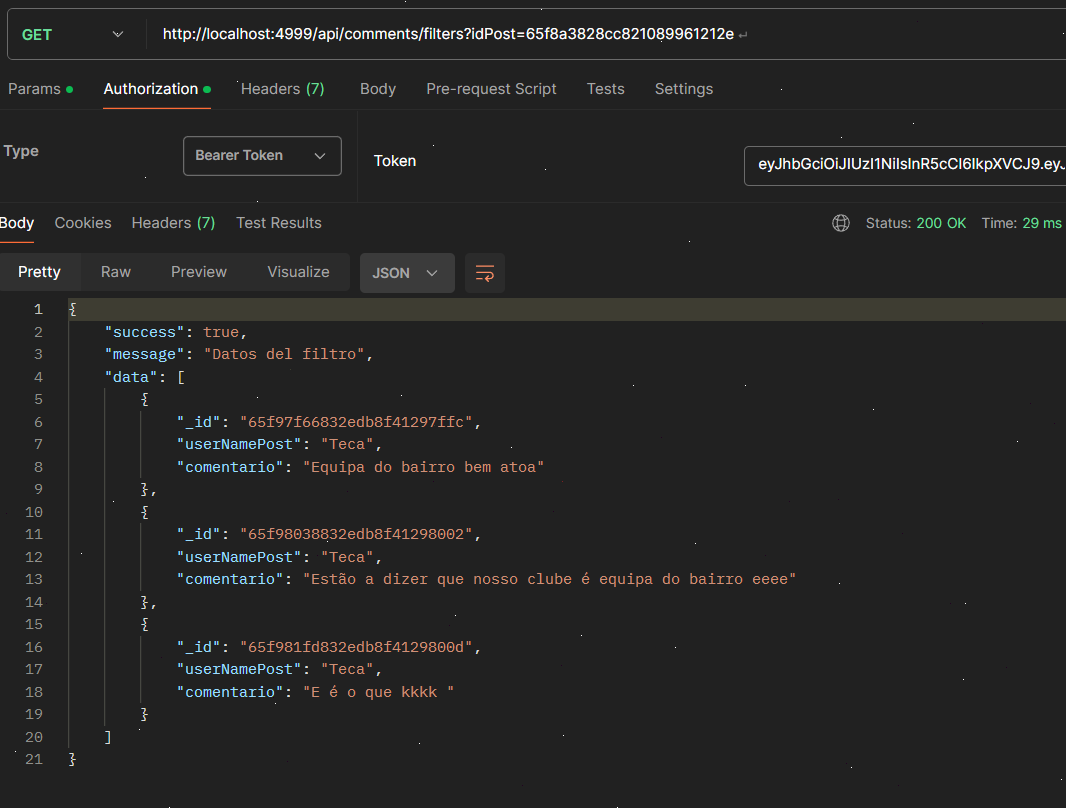 GET http://localhost:4999/api/comments/filters?idPost=65f8a3828cc821089961212e
Params Authorization Headers (7) Body Pre-request Script Tests Settings
Type Bearer Token Token eyJhbGciOiJIUzI1NiIsInR5cCI6IkpXVCJ9.eyJ
Body Cookies Headers (7) Test Results Status: 200 OK Time: 29 ms
Pretty Raw Preview Visualize JSON
1 {
2 "success": true,
3 "message": "Datos del filtro",
4 "data": [
5 {
6 "_id": "65f97f66832edb8f41297ffc",
7 "userNamePost": "Teca",
8 "comentario": "Equipa do bairro bem atoa"
9 },
10 {
11 "_id": "65f98038832edb8f41298002",
12 "userNamePost": "Teca",
13 "comentario": "Estão a dizer que nosso clube é equipa do bairro eeee"
14 },
15 {
16 "_id": "65f981fd832edb8f4129800d",
17 "userNamePost": "Teca",
18 "comentario": "E é o que kkkk "
19 }
20 ]
21 }